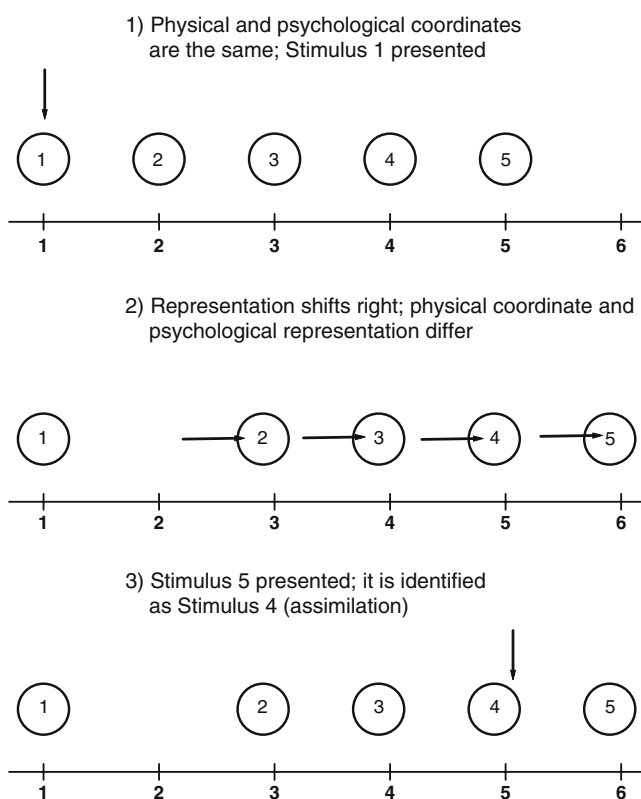 1) Physical and psychological coordinates
are the same; Stimulus 1 presented
1 2 3 4 5
1 2 3 4 5 6
2) Representation shifts right; physical coordinate and
psychological representation differ
1 2 3 4 5
1 2 3 4 5 6
3) Stimulus 5 presented; it is identified
as Stimulus 4 (assimilation)
1 2 3 4 5
1 2 3 4 5 6